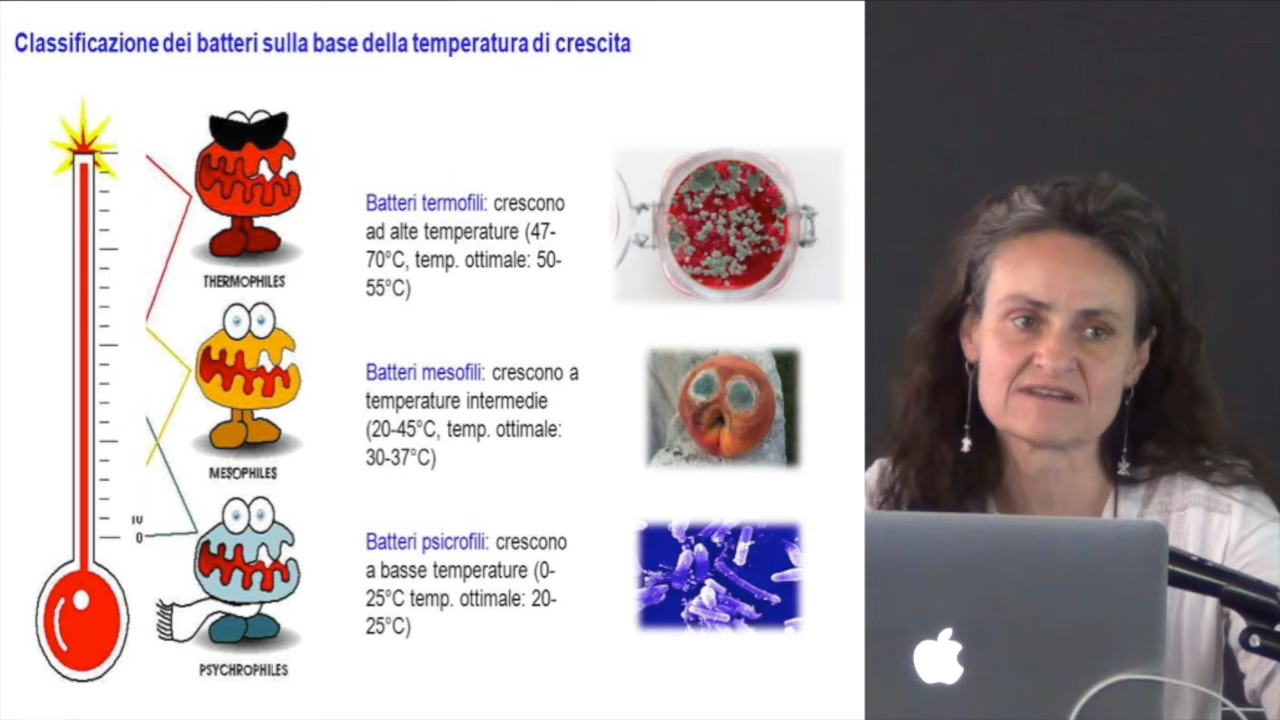 Classificazione dei batteri sulla base della temperatura di crescita
THERMOPHILES
Batteri termofili: crescono
ad alte temperature (47-
70°C, temp. ottimale: 50-
55°C)
MESOPHILES
Batteri mesofili: crescono a
temperature intermedie
(20-45°C, temp. ottimale:
30-37°C)
0
PSYCHROPHILES
Batteri psicrofili: crescono
a basse temperature (0-
25°C temp. ottimale: 20-
25°C)